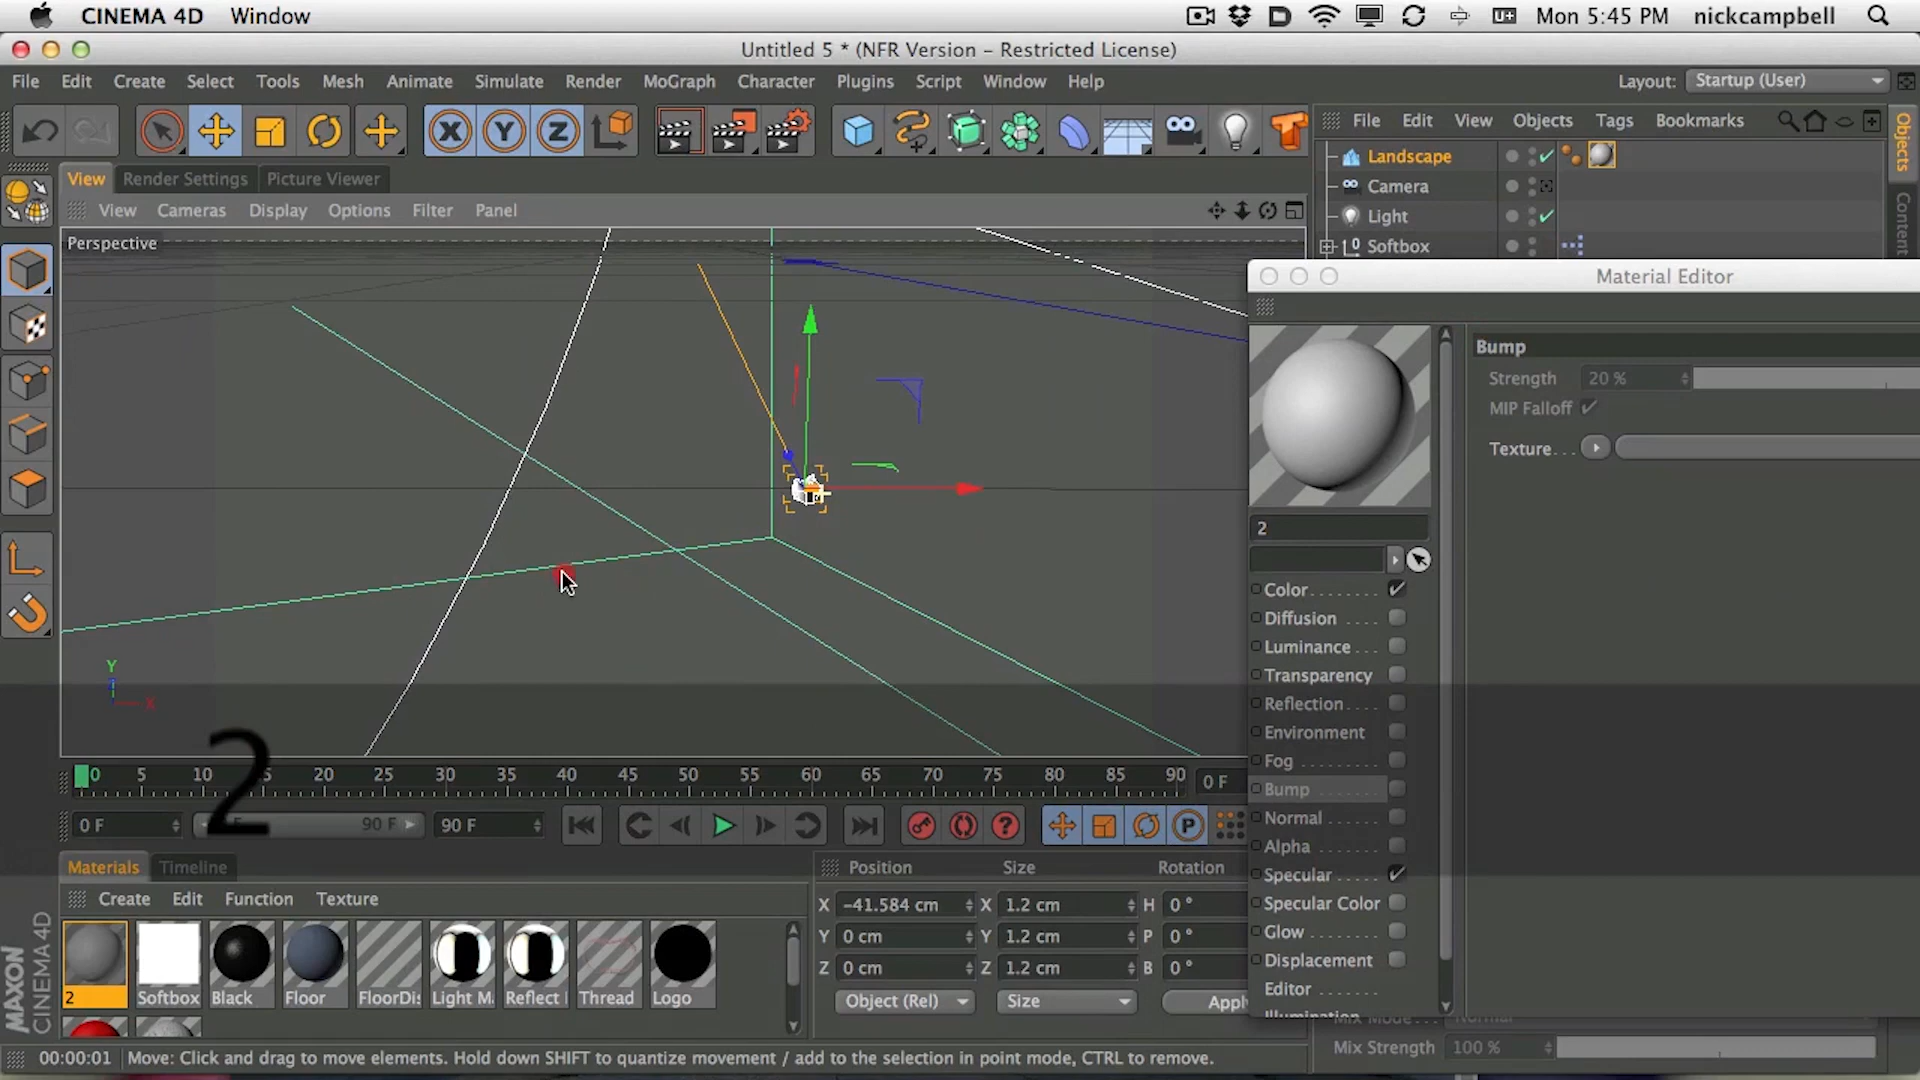 CINEMA 4D Window Mon 5:45 PM nickcampbell
Untitled 5 * (NFR Version - Restricted License)
File Edit Create Select Tools Mesh Animate Simulate Render MoGraph Character Plugins Script Window Help Layout: Startup (User)
X Y Z
File Edit View Objects Tags Bookmarks
Objects
Content
View Render Settings Picture Viewer
View Cameras Display Options Filter Panel
Perspective
Landscape
Camera
Light
Softbox
Material Editor
Bump
Strength 20 %
MIP Falloff
Texture...
2
Color
Diffusion
Luminance
Transparency
Reflection
Environment
Fog
Bump
Normal
Alpha
Specular
Specular Color
Glow
Displacement
Editor
Illumination
Y
X
2
0 5 10 15 20 25 30 35 40 45 50 55 60 65 70 75 80 85 90 0 F
0 F 90 F 90 F P
Materials Timeline
Create Edit Function Texture
2 Softbox Black Floor FloorDis Light M. Reflect Thread Logo
Position Size Rotation
X -41.584 cm X 1.2 cm H 0 °
Y 0 cm Y 1.2 cm P 0 °
Z 0 cm Z 1.2 cm B 0 °
Object (Rel) Size Apply
Mix Mode... Normal
Mix Strength 100 %
MAXON
CINEMA 4D
00:00:01 Move: Click and drag to move elements. Hold down SHIFT to quantize movement / add to the selection in point mode, CTRL to remove.